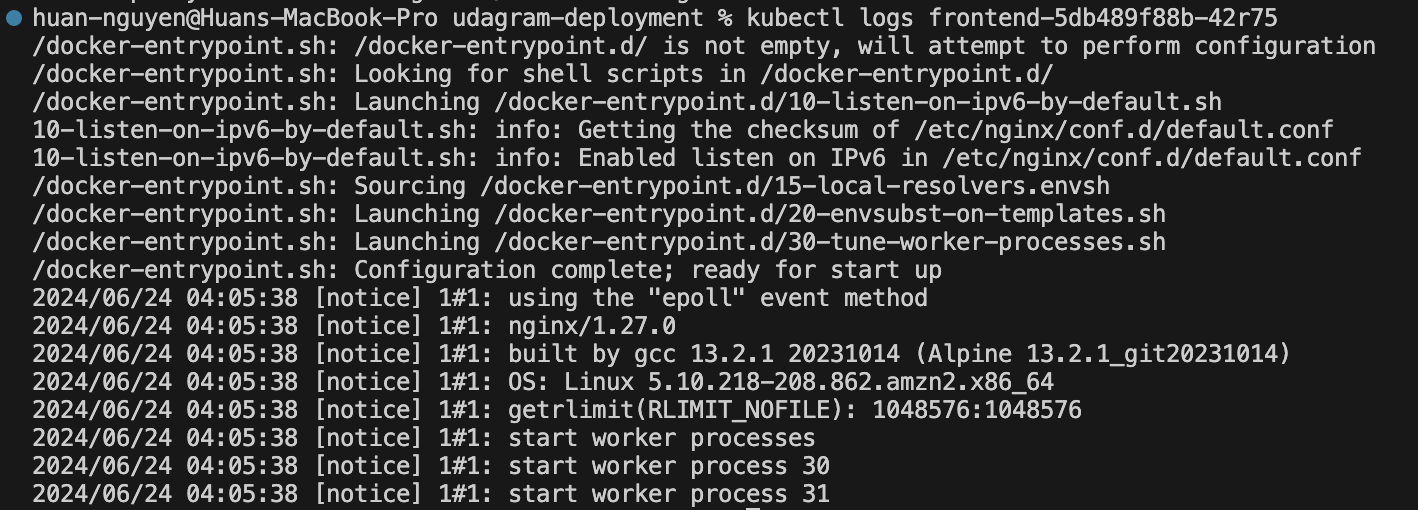 huan-nguyen@Huans-MacBook-Pro udagram-deployment % kubectl logs frontend-5db489f88b-42r75
/docker-entrypoint.sh: /docker-entrypoint.d/ is not empty, will attempt to perform configuration
/docker-entrypoint.sh: Looking for shell scripts in /docker-entrypoint.d/
/docker-entrypoint.sh: Launching /docker-entrypoint.d/10-listen-on-ipv6-by-default.sh
10-listen-on-ipv6-by-default.sh: info: Getting the checksum of /etc/nginx/conf.d/default.conf
10-listen-on-ipv6-by-default.sh: info: Enabled listen on IPv6 in /etc/nginx/conf.d/default.conf
/docker-entrypoint.sh: Sourcing /docker-entrypoint.d/15-local-resolvers.envsh
/docker-entrypoint.sh: Launching /docker-entrypoint.d/20-envsubst-on-templates.sh
/docker-entrypoint.sh: Launching /docker-entrypoint.d/30-tune-worker-processes.sh
/docker-entrypoint.sh: Configuration complete; ready for start up
2024/06/24 04:05:38 [notice] 1#1: using the "epoll" event method
2024/06/24 04:05:38 [notice] 1#1: nginx/1.27.0
2024/06/24 04:05:38 [notice] 1#1: built by gcc 13.2.1 20231014 (Alpine 13.2.1_git20231014)
2024/06/24 04:05:38 [notice] 1#1: OS: Linux 5.10.218-208.862.amzn2.x86_64
2024/06/24 04:05:38 [notice] 1#1: getrlimit(RLIMIT_NOFILE): 1048576:1048576
2024/06/24 04:05:38 [notice] 1#1: start worker processes
2024/06/24 04:05:38 [notice] 1#1: start worker process 30
2024/06/24 04:05:38 [notice] 1#1: start worker process 31